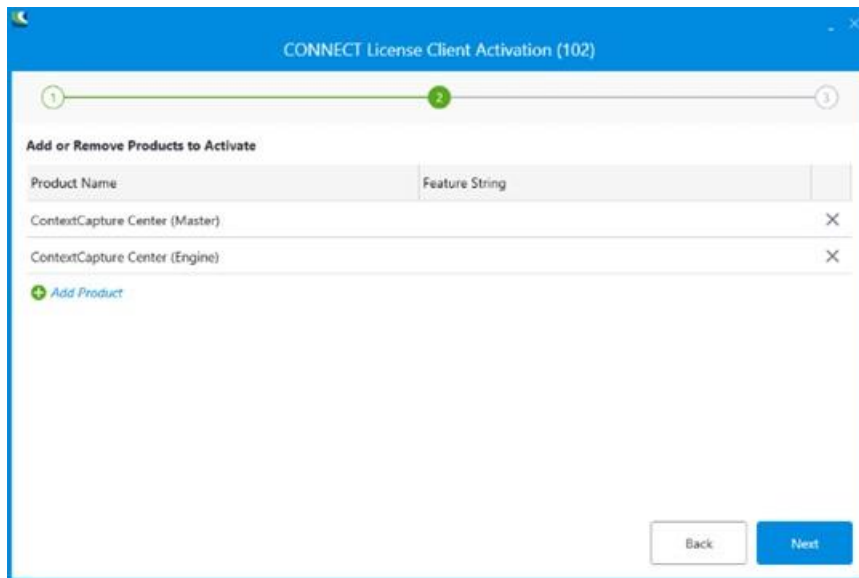 CONNECT License Client Activation (102)
1 2 3
Add or Remove Products to Activate
Product Name Feature String
ContextCapture Center (Master)
ContextCapture Center (Engine)
Add Product
Back Next